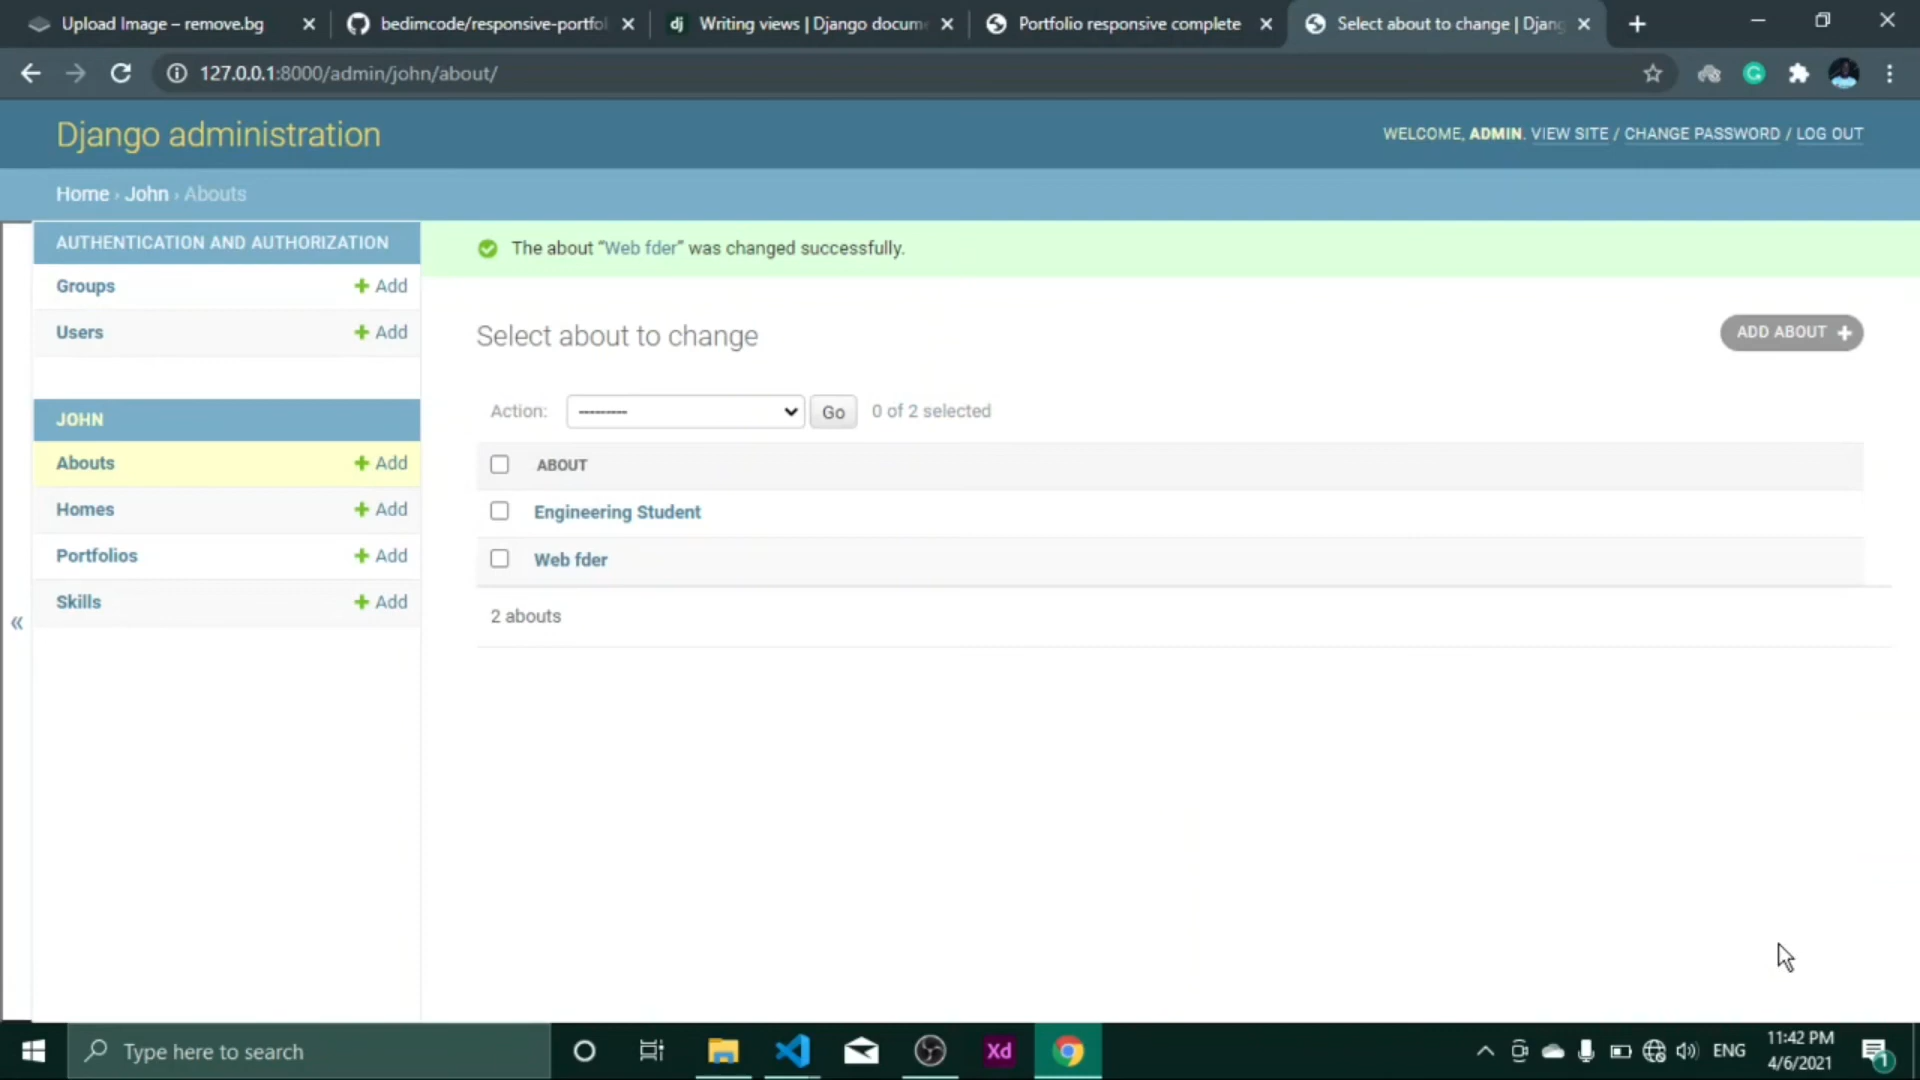 Upload Image – remove.bg
bedimcode/responsive-portfol
dj Writing views | Django docum
Portfolio responsive complete
Select about to change | Djang
127.0.0.1:8000/admin/john/about/
Django administration
WELCOME, ADMIN. VIEW SITE / CHANGE PASSWORD / LOG OUT
Home › John › Abouts
AUTHENTICATION AND AUTHORIZATION
Groups + Add
Users + Add
JOHN
Abouts + Add
Homes + Add
Portfolios + Add
Skills + Add
«
The about “Web fder” was changed successfully.
Select about to change
ADD ABOUT +
Action: --------- Go 0 of 2 selected
ABOUT
Engineering Student
Web fder
2 abouts
Type here to search
Xd
ENG
11:42 PM
4/6/2021
1